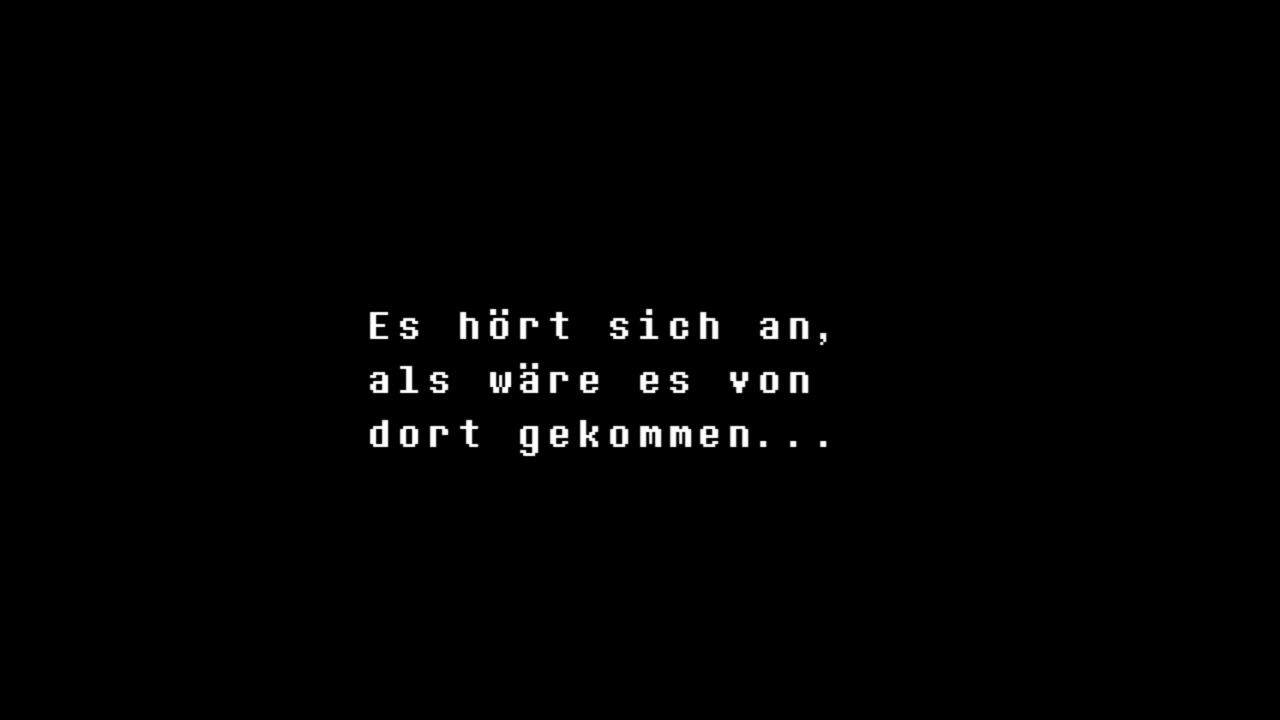 Es hört sich an,
als wäre es von
dort gekommen...